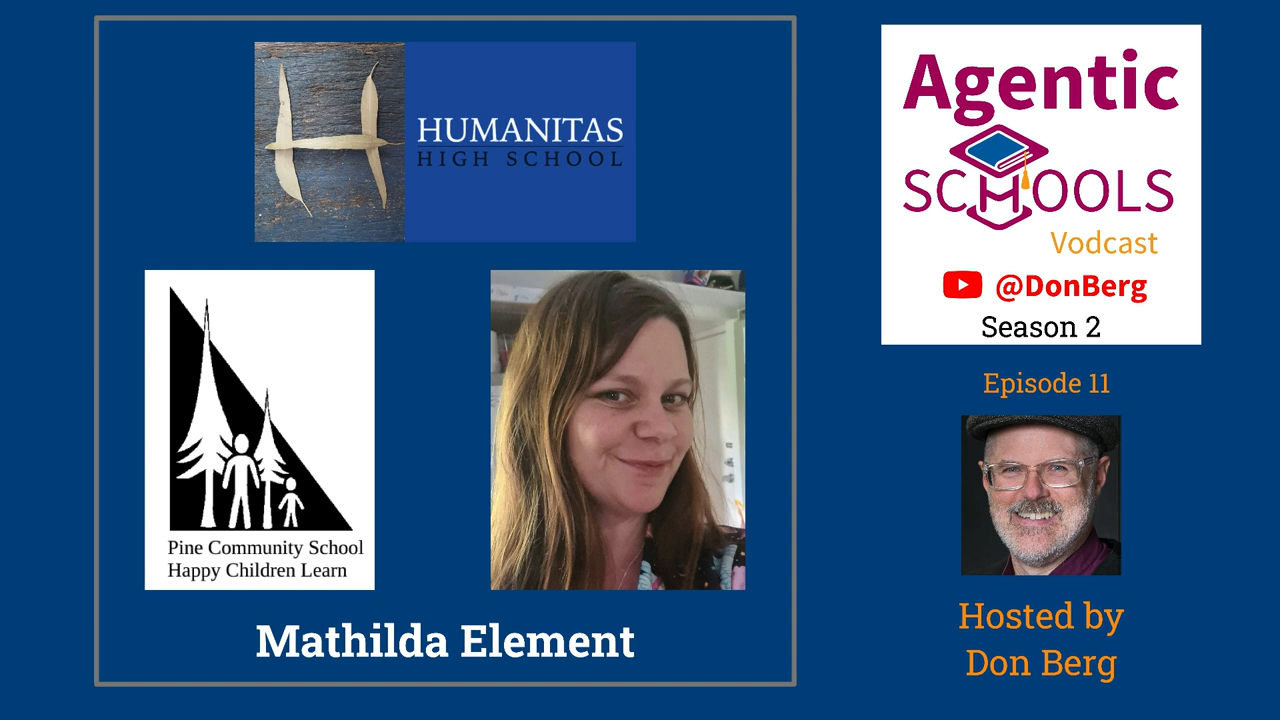 HUMANITAS
HIGH SCHOOL
Pine Community School
Happy Children Learn
Mathilda Element
Agentic
SCHOOLS
Vodcast
@DonBerg
Season 2
Episode 11
Hosted by
Don Berg